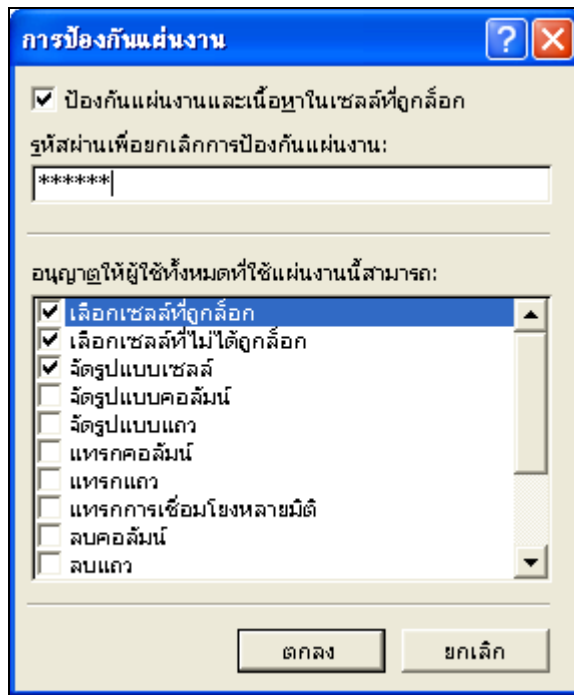 การป้องกันแผ่นงาน
ป้องกันแผ่นงานและเนื้อหาในเซลล์ที่ถูกล็อก
รหัสผ่านเพื่อยกเลิกการป้องกันแผ่นงาน:
******
อนุญาตให้ผู้ใช้ทั้งหมดที่ใช้แผ่นงานนี้สามารถ:
เลือกเซลล์ที่ถูกล็อก
เลือกเซลล์ที่ไม่ได้ถูกล็อก
จัดรูปแบบเซลล์
จัดรูปแบบคอลัมน์
จัดรูปแบบแถว
แทรกคอลัมน์
แทรกแถว
แทรกการเชื่อมโยงหลายมิติ
ลบคอลัมน์
ลบแถว
ตกลง ยกเลิก